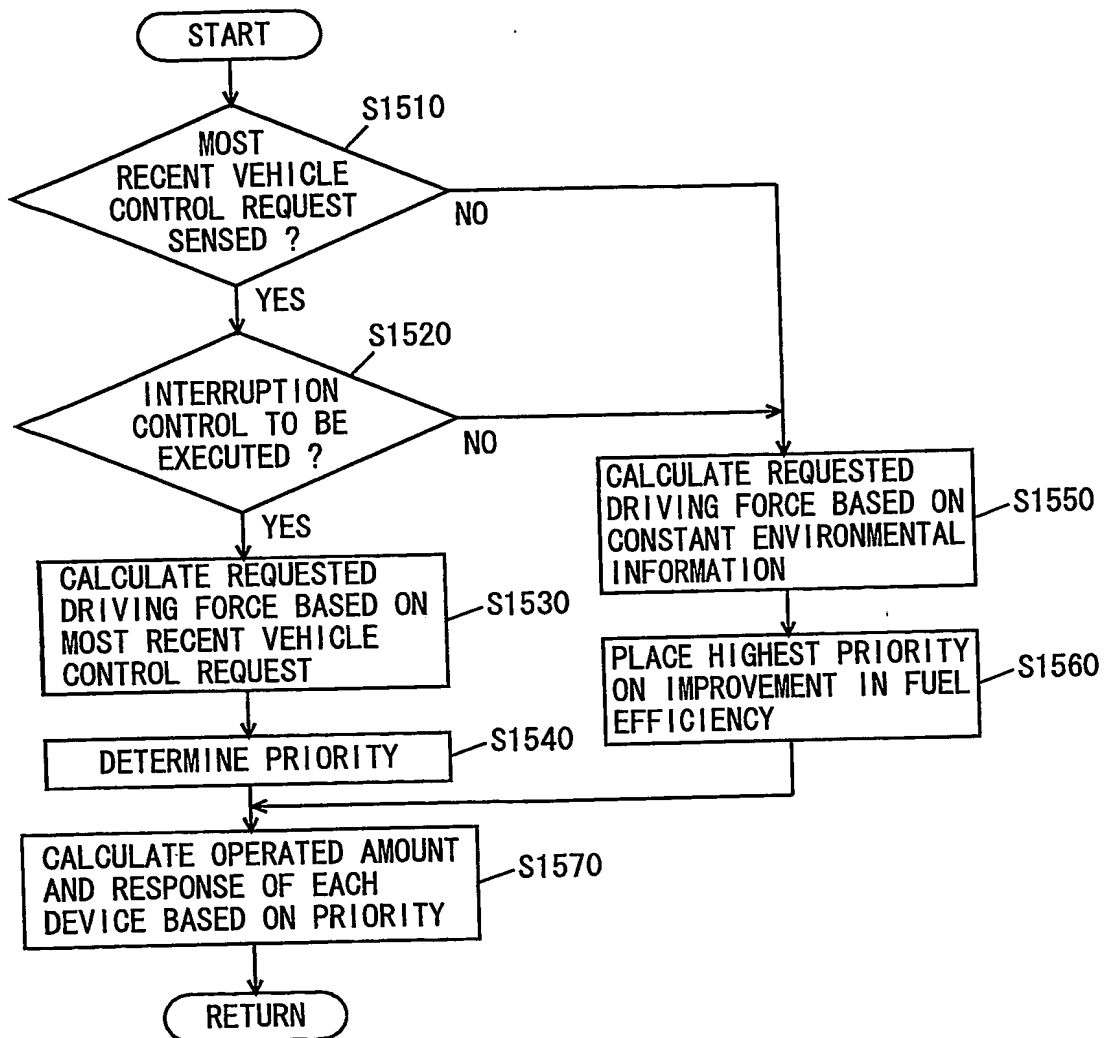 START
S1510
MOST
RECENT VEHICLE
CONTROL REQUEST
SENSED ?
NO
YES
S1520
INTERRUPTION
CONTROL TO BE
EXECUTED ?
NO
YES
CALCULATE REQUESTED
DRIVING FORCE BASED ON
CONSTANT ENVIRONMENTAL
INFORMATION
S1550
CALCULATE REQUESTED
DRIVING FORCE BASED ON
MOST RECENT VEHICLE
CONTROL REQUEST
S1530
PLACE HIGHEST PRIORITY
ON IMPROVEMENT IN FUEL
EFFICIENCY
S1560
DETERMINE PRIORITY
S1540
CALCULATE OPERATED AMOUNT
AND RESPONSE OF EACH
DEVICE BASED ON PRIORITY
S1570
RETURN